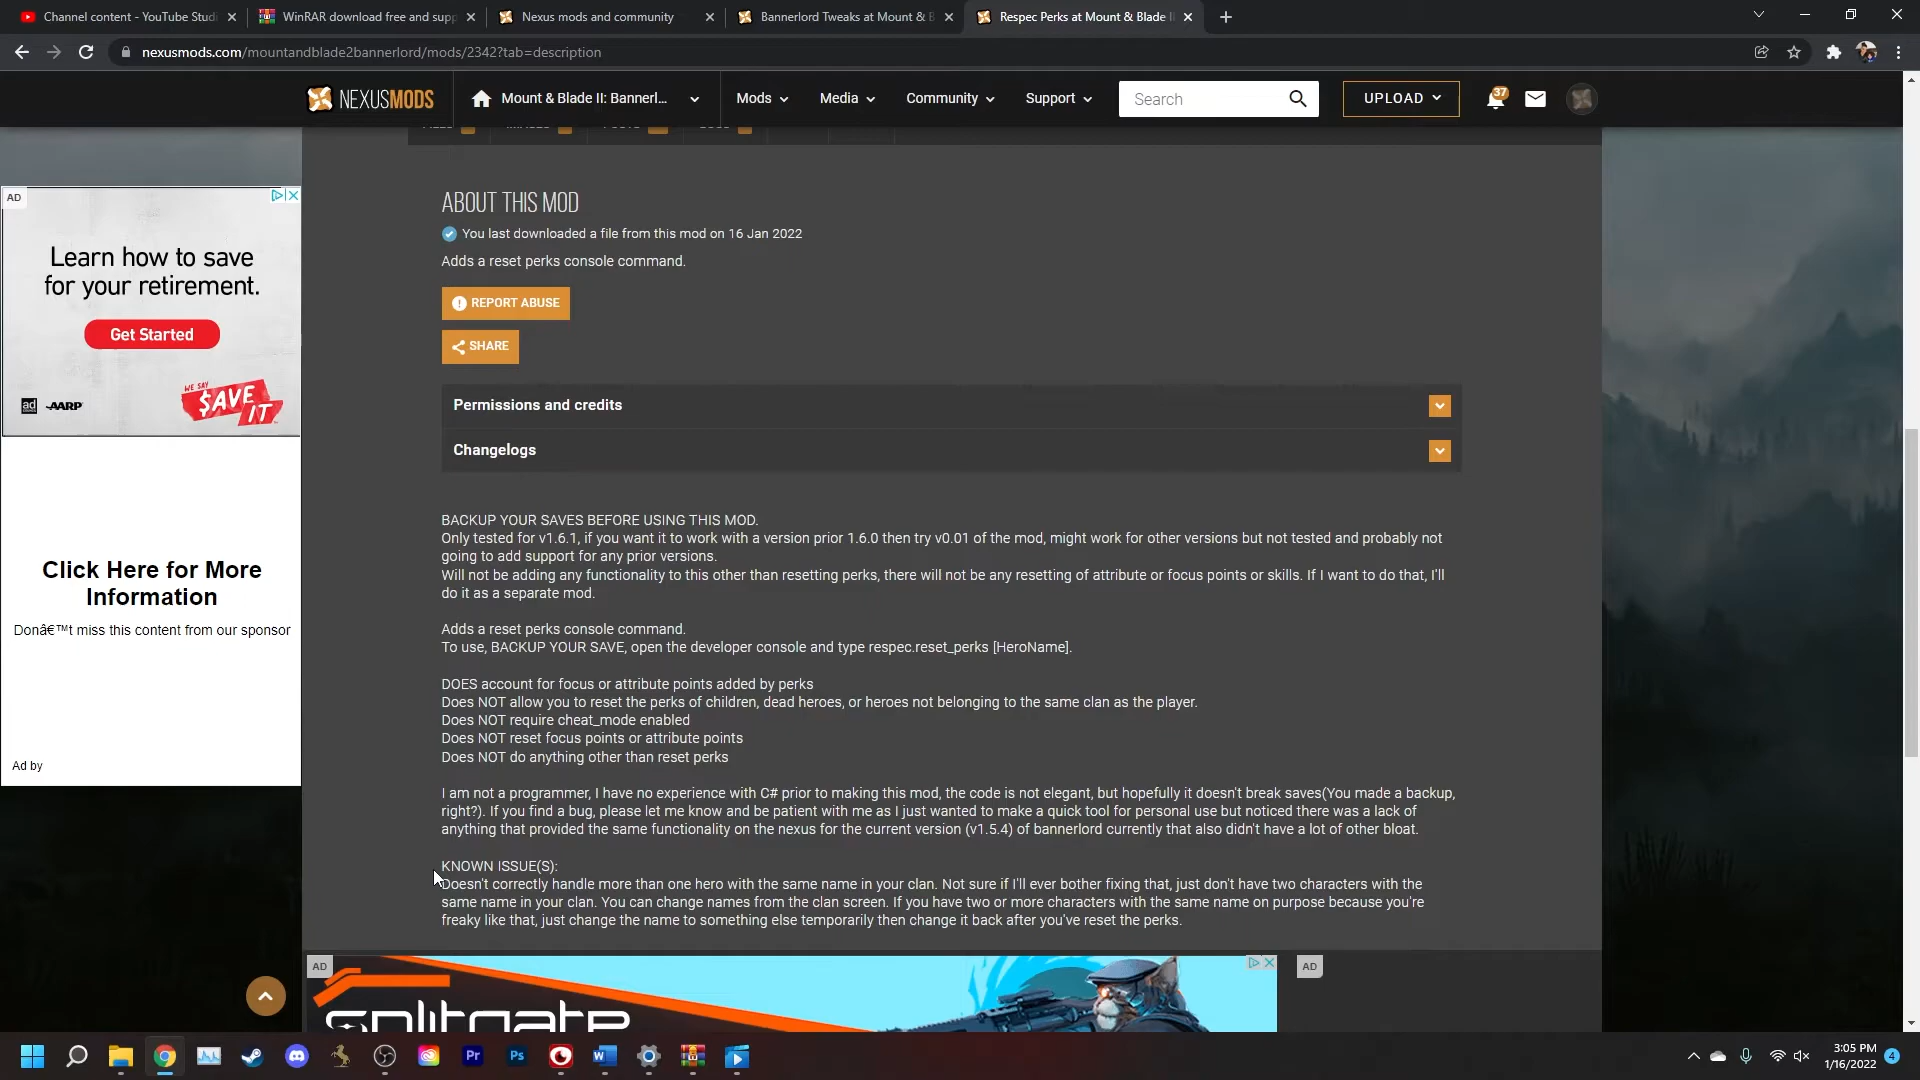 Channel content - YouTube Studi
WinRAR download free and supp
Nexus mods and community
Bannerlord Tweaks at Mount & B
Respec Perks at Mount & Blade II
nexusmods.com/mountandblade2bannerlord/mods/2342?tab=description
NEXUSMODS
Mount & Blade II: Bannerl...
Mods
Media
Community
Support
Search
UPLOAD
37
AD
Learn how to save
for your retirement.
Get Started
WE SAY
$AVE
IT
ad
AARP
Click Here for More
Information
Donâ€™t miss this content from our sponsor
Ad by
ABOUT THIS MOD
You last downloaded a file from this mod on 16 Jan 2022
Adds a reset perks console command.
REPORT ABUSE
SHARE
Permissions and credits
Changelogs
BACKUP YOUR SAVES BEFORE USING THIS MOD.
Only tested for v1.6.1, if you want it to work with a version prior 1.6.0 then try v0.01 of the mod, might work for other versions but not tested and probably not
going to add support for any prior versions.
Will not be adding any functionality to this other than resetting perks, there will not be any resetting of attribute or focus points or skills. If I want to do that, I'll
do it as a separate mod.
Adds a reset perks console command.
To use, BACKUP YOUR SAVE, open the developer console and type respec.reset_perks [HeroName].
DOES account for focus or attribute points added by perks
Does NOT allow you to reset the perks of children, dead heroes, or heroes not belonging to the same clan as the player.
Does NOT require cheat_mode enabled
Does NOT reset focus points or attribute points
Does NOT do anything other than reset perks
I am not a programmer, I have no experience with C# prior to making this mod, the code is not elegant, but hopefully it doesn't break saves(You made a backup,
right?). If you find a bug, please let me know and be patient with me as I just wanted to make a quick tool for personal use but noticed there was a lack of
anything that provided the same functionality on the nexus for the current version (v1.5.4) of bannerlord currently that also didn't have a lot of other bloat.
KNOWN ISSUE(S):
Doesn't correctly handle more than one hero with the same name in your clan. Not sure if I'll ever bother fixing that, just don't have two characters with the
same name in your clan. You can change names from the clan screen. If you have two or more characters with the same name on purpose because you're
freaky like that, just change the name to something else temporarily then change it back after you've reset the perks.
AD
splitgate
AD
Pr
Ps
3:05 PM
1/16/2022
4